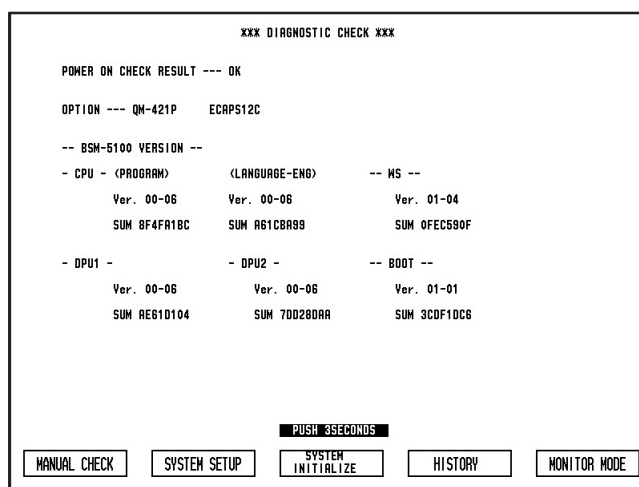 *** DIAGNOSTIC CHECK ***
POWER ON CHECK RESULT --- OK
OPTION --- QM-421P ECAPS12C
-- BSM-5100 VERSION --
- CPU - <PROGRAM> <LANGUAGE-ENG> -- WS --
Ver. 00-06 Ver. 00-06 Ver. 01-04
SUM 8F4FA1BC SUM A61CBA99 SUM 0FEC590F
- DPU1 - - DPU2 - -- BOOT --
Ver. 00-06 Ver. 00-06 Ver. 01-01
SUM AE61D104 SUM 7DD28DAA SUM 3CDF1DC6
PUSH 3SECONDS
MANUAL CHECK SYSTEM SETUP SYSTEM INITIALIZE HISTORY MONITOR MODE